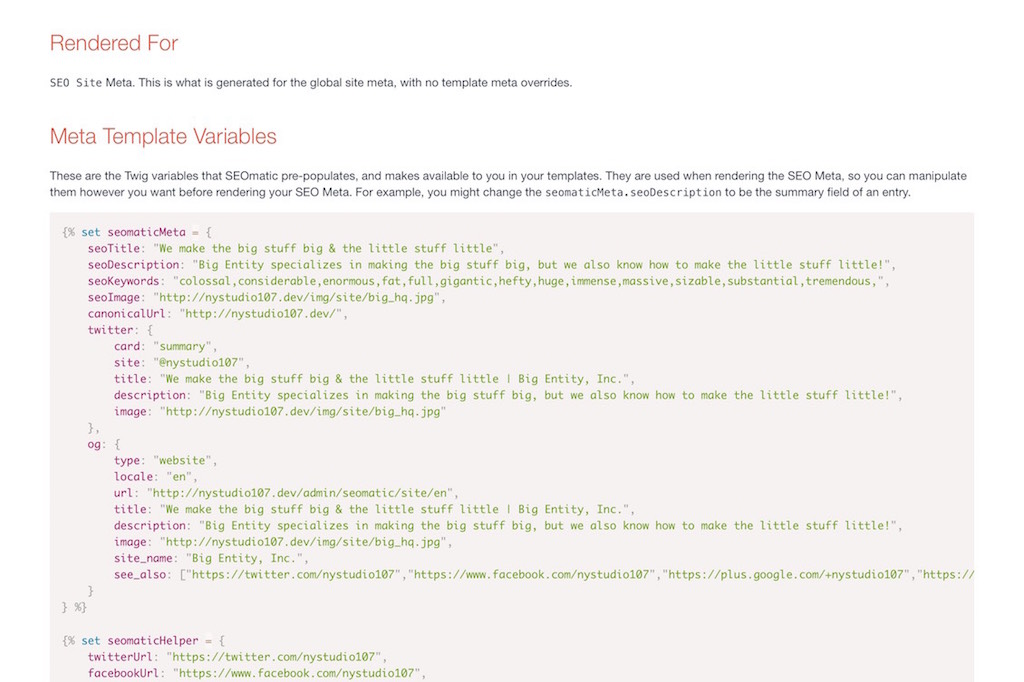 Rendered For
SEO Site Meta. This is what is generated for the global site meta, with no template meta overrides.
Meta Template Variables
These are the Twig variables that SEOmatic pre-populates, and makes available to you in your templates. They are used when rendering the SEO Meta, so you can manipulate
them however you want before rendering your SEO Meta. For example, you might change the seomaticMeta.seoDescription to be the summary field of an entry.
{% set seomaticMeta = {
    seoTitle: "We make the big stuff big & the little stuff little",
    seoDescription: "Big Entity specializes in making the big stuff big, but we also know how to make the little stuff little!",
    seoKeywords: "colossal,considerable,enormous,fat,full,gigantic,hefty,huge,immense,massive,sizable,substantial,tremendous,",
    seoImage: "http://nystudio107.dev/img/site/big_hq.jpg",
    canonicalUrl: "http://nystudio107.dev/",
    twitter: {
        card: "summary",
        site: "@nystudio107",
        title: "We make the big stuff big & the little stuff little | Big Entity, Inc.",
        description: "Big Entity specializes in making the big stuff big, but we also know how to make the little stuff little!",
        image: "http://nystudio107.dev/img/site/big_hq.jpg"
    },
    og: {
        type: "website",
        locale: "en",
        url: "http://nystudio107.dev/admin/seomatic/site/en",
        title: "We make the big stuff big & the little stuff little | Big Entity, Inc.",
        description: "Big Entity specializes in making the big stuff big, but we also know how to make the little stuff little!",
        image: "http://nystudio107.dev/img/site/big_hq.jpg",
        site_name: "Big Entity, Inc.",
        see_also: ["https://twitter.com/nystudio107","https://www.facebook.com/nystudio107","https://plus.google.com/+nystudio107","https://
    }
} %}
{% set seomaticHelper = {
    twitterUrl: "https://twitter.com/nystudio107",
    facebookUrl: "https://www.facebook.com/nystudio107",